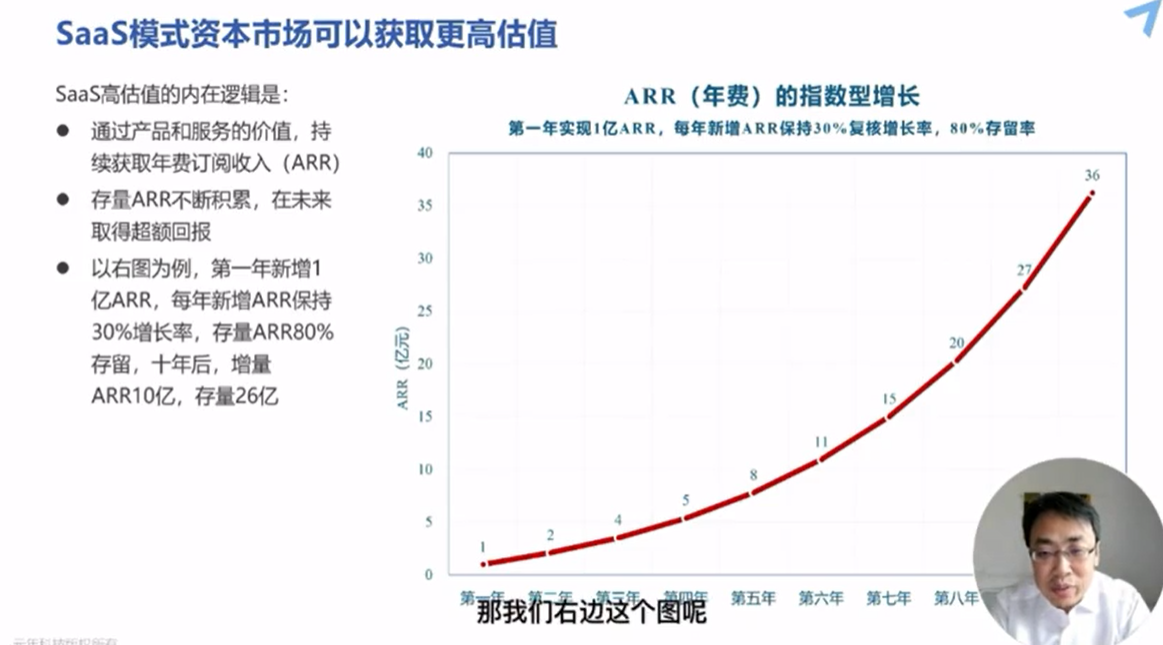 SaaS模式资本市场可以获取更高估值
SaaS高估值的内在逻辑是：
● 通过产品和服务的价值，持
续获取年费订阅收入（ARR）
● 存量ARR不断积累，在未来
取得超额回报
● 以右图为例，第一年新增1
亿ARR，每年新增ARR保持
30%增长率，存量ARR80%
存留，十年后，增量
ARR10亿，存量26亿
ARR（年费）的指数型增长
第一年实现1亿ARR，每年新增ARR保持30%复核增长率，80%存留率
ARR（亿元）
40
35
30
25
20
15
10
5
0
1
2
4
5
8
11
15
20
27
36
第一年
第二年
第三年
第四年
第五年
第六年
第七年
第八年
那我们右边这个图呢
元年科技版权所有